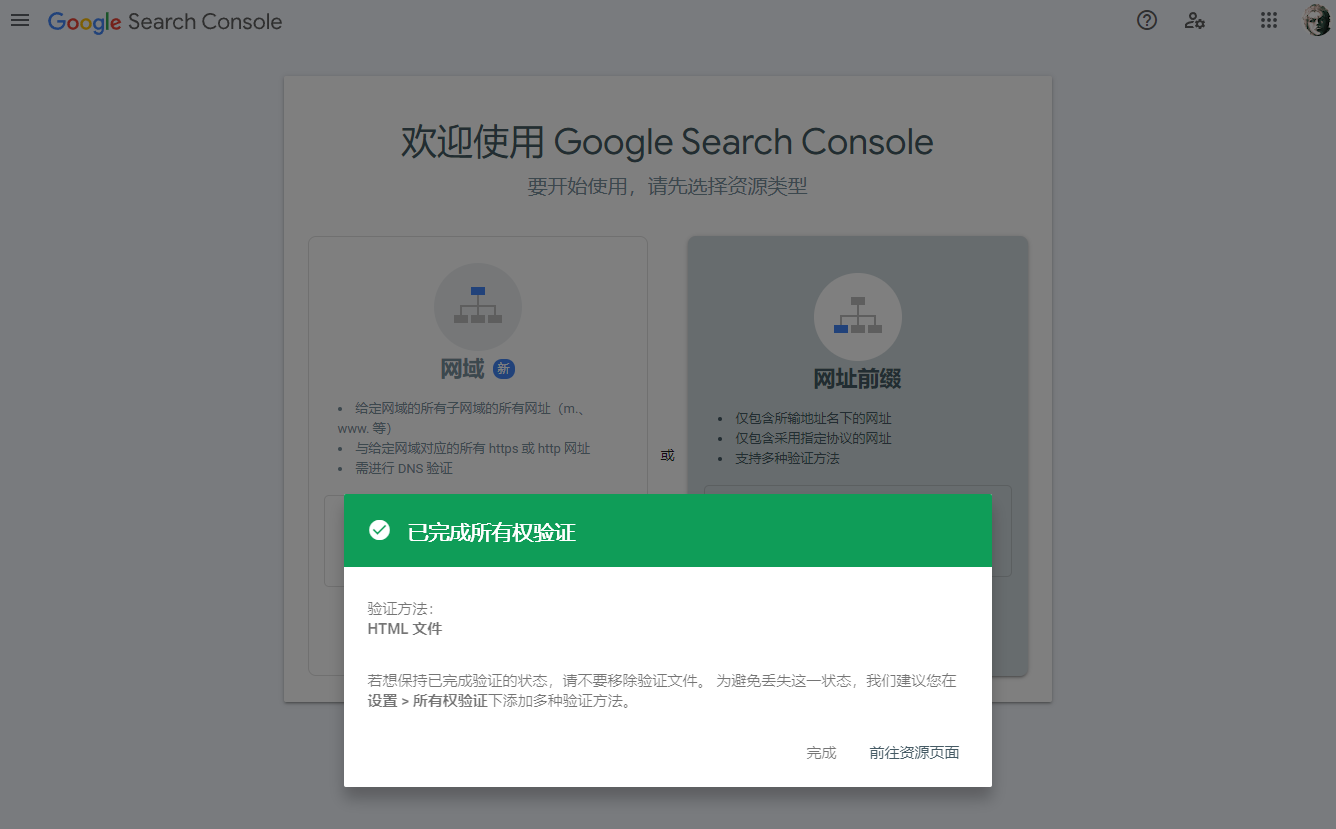 Google Search Console
欢迎使用 Google Search Console
要开始使用，请先选择资源类型
网域 新
• 给定网域的所有子网域的所有网址（m.、
www. 等）
• 与给定网域对应的所有 https 或 http 网址
• 需进行 DNS 验证
或
网址前缀
• 仅包含所输地址名下的网址
• 仅包含采用指定协议的网址
• 支持多种验证方法
已完成所有权验证
验证方法：
HTML 文件
若想保持已完成验证的状态，请不要移除验证文件。 为避免丢失这一状态，我们建议您在
设置 > 所有权验证下添加多种验证方法。
完成 前往资源页面